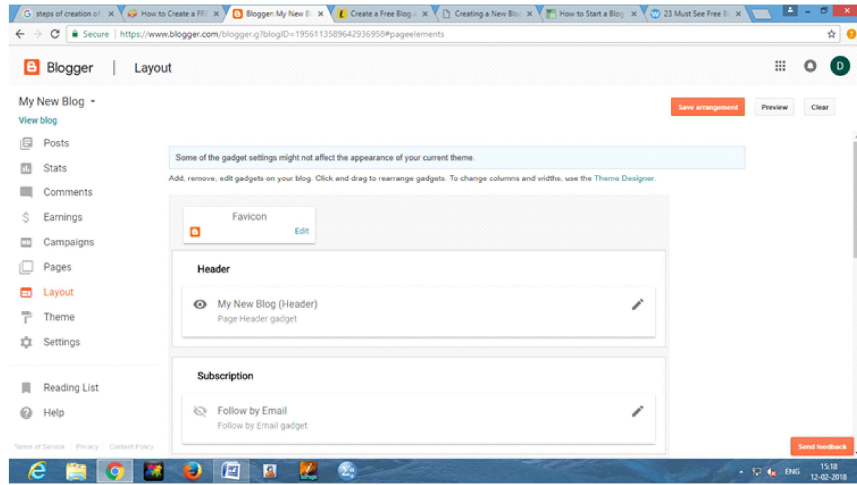 steps of creation of
How to Create a FRE
Blogger: My New B
Create a Free Blog a
Creating a New Blo
How to Start a Blog
23 Must See Free B
Secure | https://www.blogger.com/blogger.g?blogID=1956113589642936958#pageelements
Blogger | Layout
D
My New Blog
View blog
Save arrangement Preview Clear
Posts
Stats
Comments
Earnings
Campaigns
Pages
Layout
Theme
Settings
Reading List
Help
Terms of Service | Privacy | Content Policy
Some of the gadget settings might not affect the appearance of your current theme.
Add, remove, edit gadgets on your blog. Click and drag to rearrange gadgets. To change columns and widths, use the Theme Designer.
Favicon
Edit
Header
My New Blog (Header)
Page Header gadget
Subscription
Follow by Email
Follow by Email gadget
Send feedback
ENG
15:18
12-02-2018